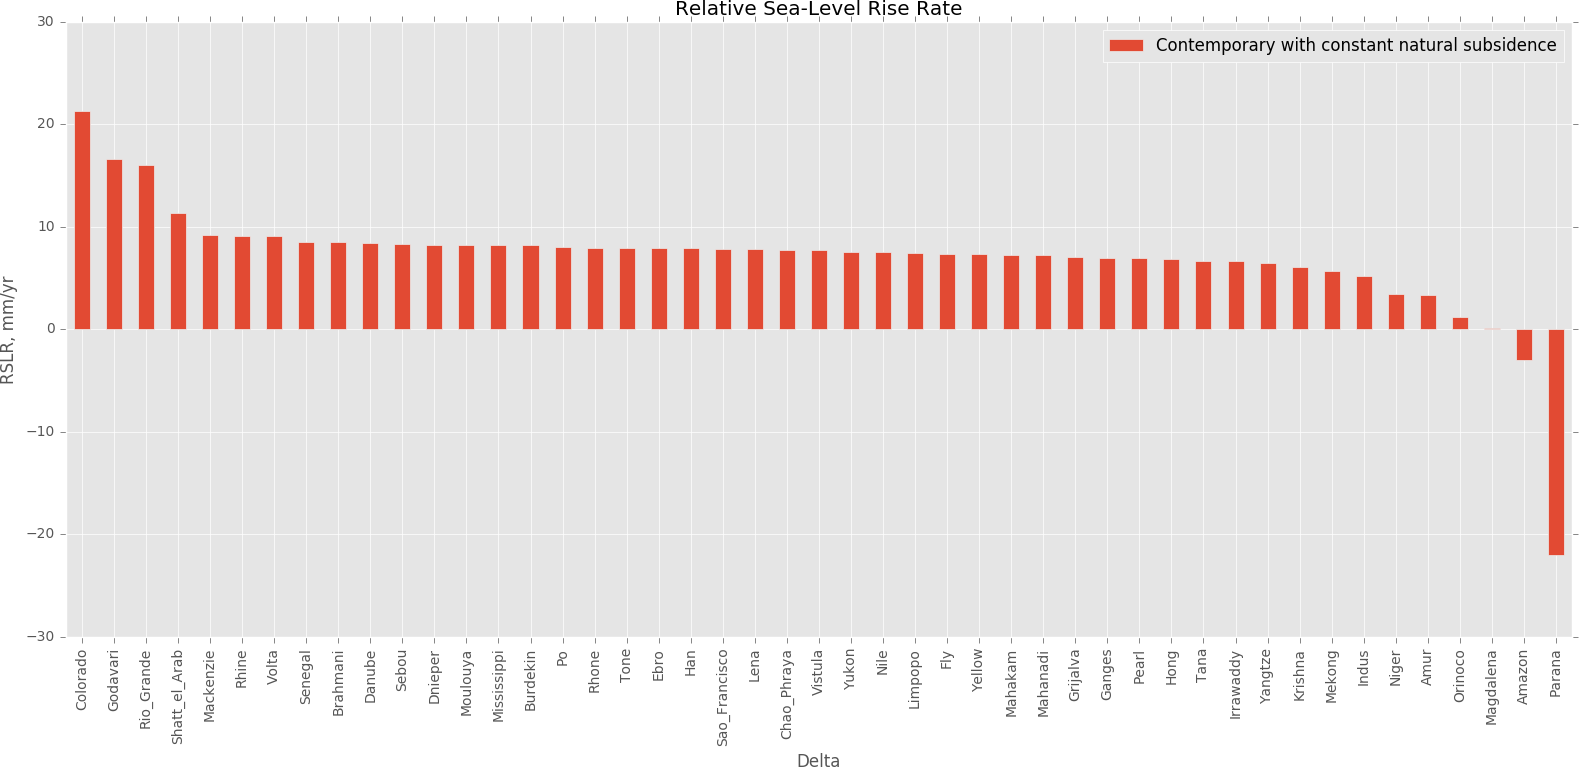 Relative Sea-Level Rise Rate
Contemporary with constant natural subsidence
RSLR, mm/yr
30
20
10
0
−10
−20
−30
Colorado
Godavari
Rio_Grande
Shatt_el_Arab
Mackenzie
Rhine
Volta
Senegal
Brahmani
Danube
Sebou
Dnieper
Moulouya
Mississippi
Burdekin
Po
Rhone
Tone
Ebro
Han
Sao_Francisco
Lena
Chao_Phraya
Vistula
Yukon
Nile
Limpopo
Fly
Yellow
Mahakam
Mahanadi
Grijalva
Ganges
Pearl
Hong
Tana
Irrawaddy
Yangtze
Krishna
Mekong
Indus
Niger
Amur
Orinoco
Magdalena
Amazon
Parana
Delta